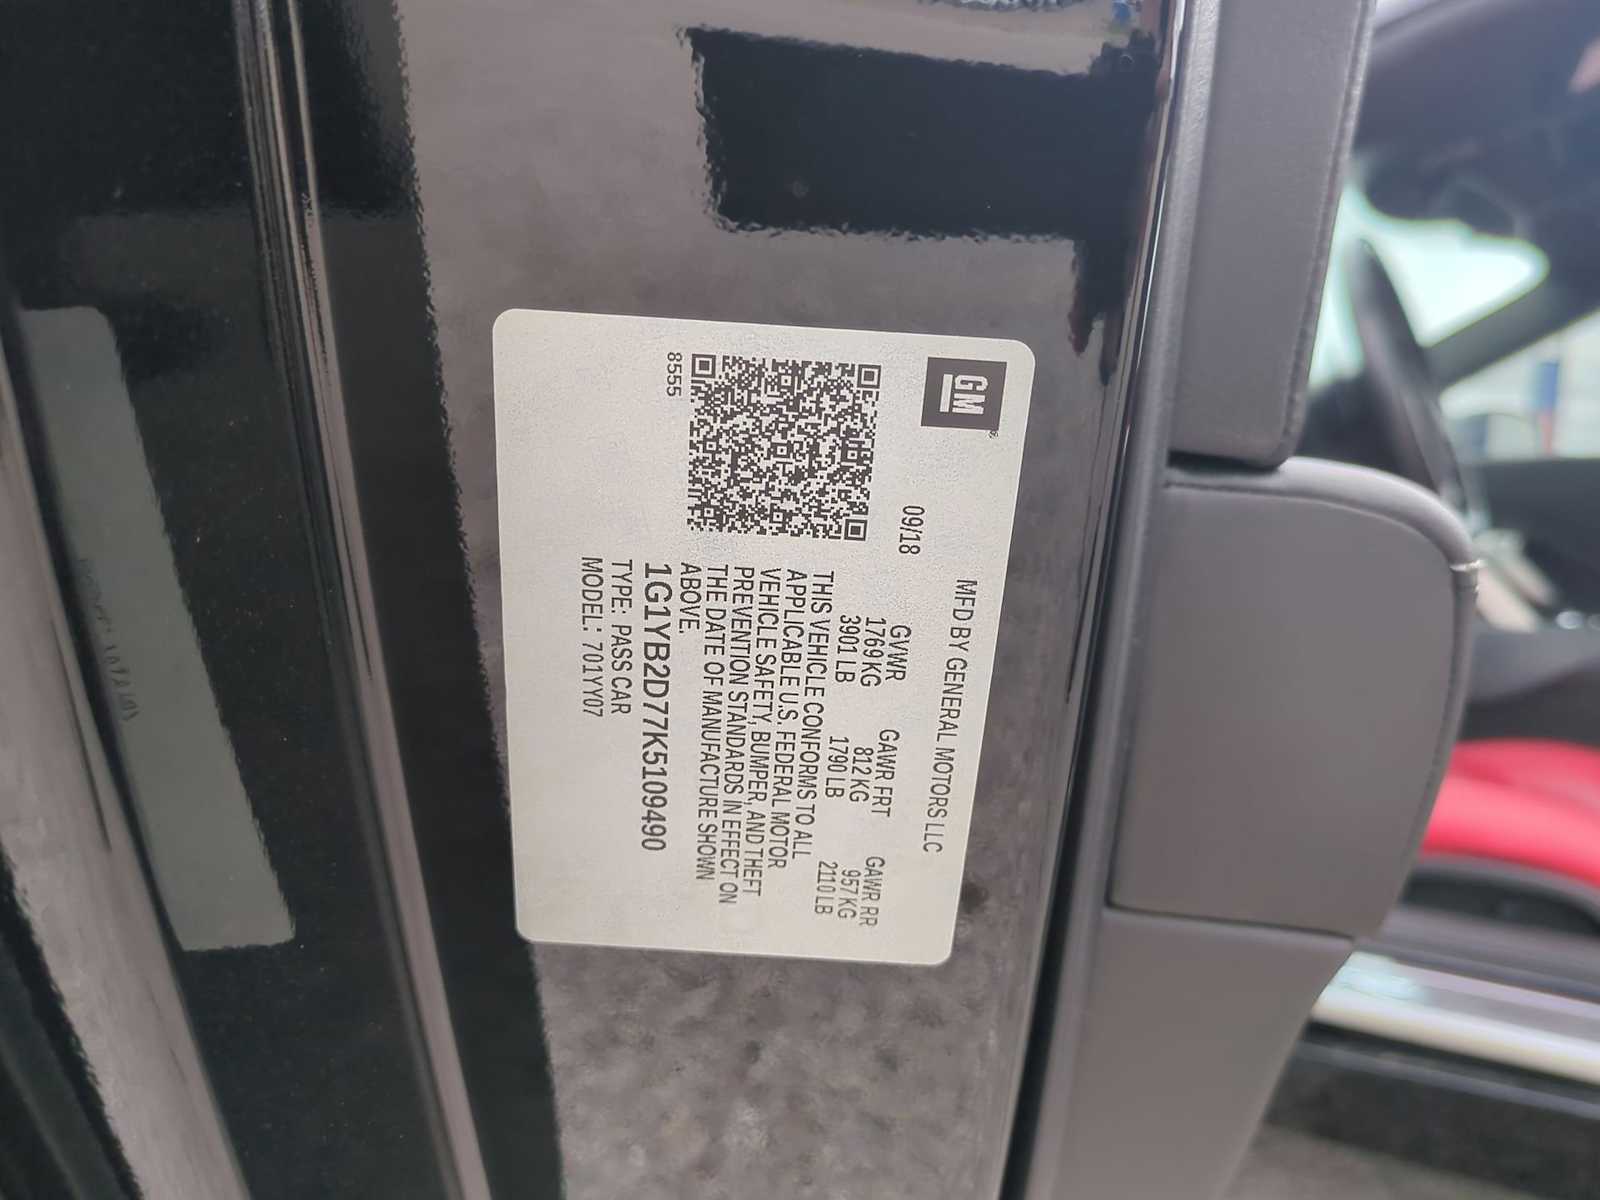 GM
MFD BY GENERAL MOTORS LLC
09/18
GVWR GAWR FRT GAWR RR
1769 KG 812 KG 957 KG
3901 LB 1790 LB 2110 LB
THIS VEHICLE CONFORMS TO ALL
APPLICABLE U.S. FEDERAL MOTOR
VEHICLE SAFETY, BUMPER, AND THEFT
PREVENTION STANDARDS IN EFFECT ON
THE DATE OF MANUFACTURE SHOWN
ABOVE.
1G1YB2D77K5109490
TYPE: PASS CAR
MODEL: 701YY07
8555